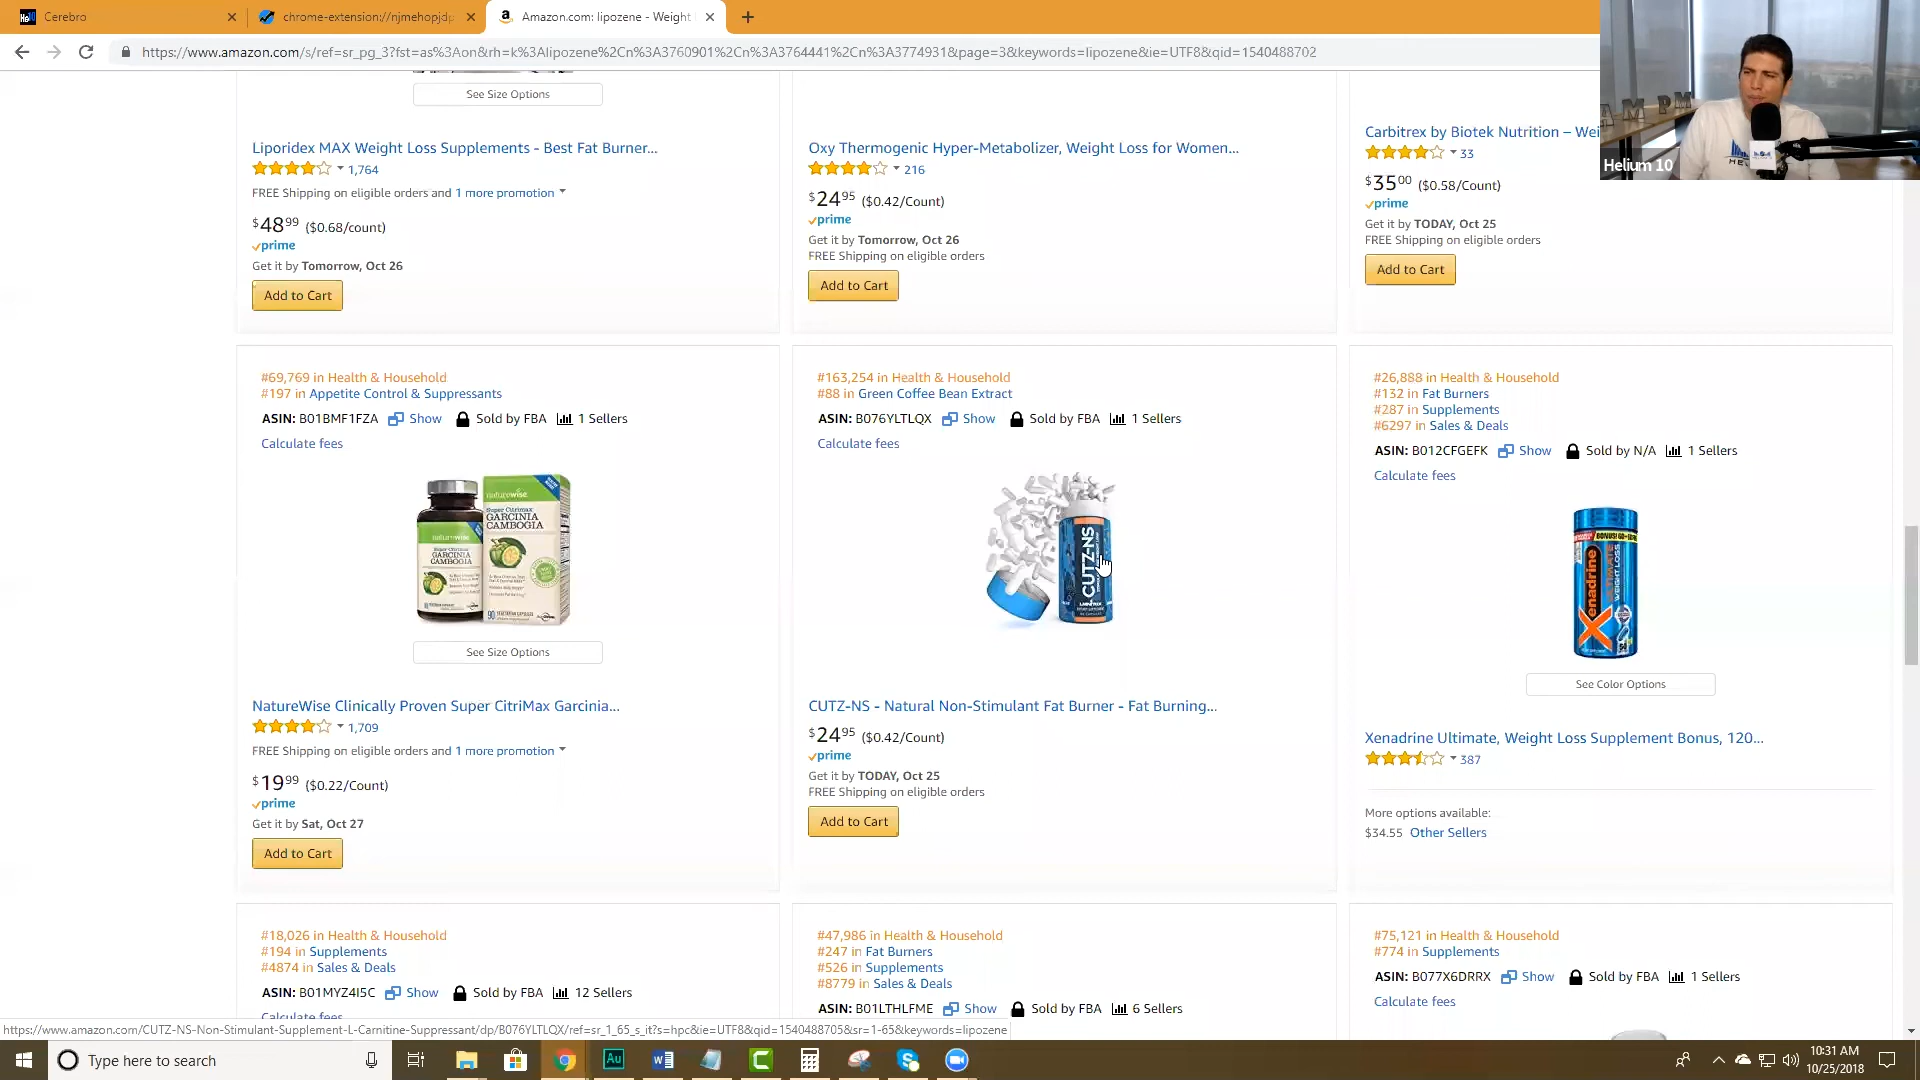 Cerebro
chrome-extension://njmehopjdp
Amazon.com: lipozene - Weight
https://www.amazon.com/s/ref=sr_pg_3?fst=as%3Aon&rh=k%3Alipozene%2Cn%3A3760901%2Cn%3A3764441%2Cn%3A3774931&page=3&keywords=lipozene&ie=UTF8&qid=1540488702
AM PM
Helium 10
See Size Options
Liporidex MAX Weight Loss Supplements - Best Fat Burner...
1,764
FREE Shipping on eligible orders and 1 more promotion
$48.99 ($0.68/count)
prime
Get it by Tomorrow, Oct 26
Add to Cart
Oxy Thermogenic Hyper-Metabolizer, Weight Loss for Women...
216
$24.95 ($0.42/Count)
prime
Get it by Tomorrow, Oct 26
FREE Shipping on eligible orders
Add to Cart
Carbitrex by Biotek Nutrition – Wei
33
$35.00 ($0.58/Count)
prime
Get it by TODAY, Oct 25
FREE Shipping on eligible orders
Add to Cart
#69,769 in Health & Household
#197 in Appetite Control & Suppressants
ASIN: B01BMF1FZA Show Sold by FBA 1 Sellers
Calculate fees
naturewise
Super Citrimax
GARCINIA
CAMBOGIA
naturewise
GARCINIA
CAMBOGIA
90
See Size Options
NatureWise Clinically Proven Super CitriMax Garcinia...
1,709
FREE Shipping on eligible orders and 1 more promotion
$19.99 ($0.22/Count)
prime
Get it by Sat, Oct 27
Add to Cart
#163,254 in Health & Household
#88 in Green Coffee Bean Extract
ASIN: B076YLTLQX Show Sold by FBA 1 Sellers
Calculate fees
CUTZ-NS
CUTZ-NS - Natural Non-Stimulant Fat Burner - Fat Burning...
$24.95 ($0.42/Count)
prime
Get it by TODAY, Oct 25
FREE Shipping on eligible orders
Add to Cart
#26,888 in Health & Household
#132 in Fat Burners
#287 in Supplements
#6297 in Sales & Deals
ASIN: B012CFGEFK Show Sold by N/A 1 Sellers
Calculate fees
BONUS!
Xenadrine
WEIGHT LOSS
See Color Options
Xenadrine Ultimate, Weight Loss Supplement Bonus, 120...
387
More options available:
$34.55 Other Sellers
#18,026 in Health & Household
#194 in Supplements
#4874 in Sales & Deals
ASIN: B01MYZ4I5C Show Sold by FBA 12 Sellers
Calculate fees
#47,986 in Health & Household
#247 in Fat Burners
#526 in Supplements
#8779 in Sales & Deals
ASIN: B01LTHLFME Show Sold by FBA 6 Sellers
#75,121 in Health & Household
#774 in Supplements
ASIN: B077X6DRRX Show Sold by FBA 1 Sellers
Calculate fees
https://www.amazon.com/CUTZ-NS-Non-Stimulant-Supplement-L-Carnitine-Suppressant/dp/B076YLTLQX/ref=sr_1_65_s_it?s=hpc&ie=UTF8&qid=1540488705&sr=1-65&keywords=lipozene
Type here to search
10:31 AM
10/25/2018